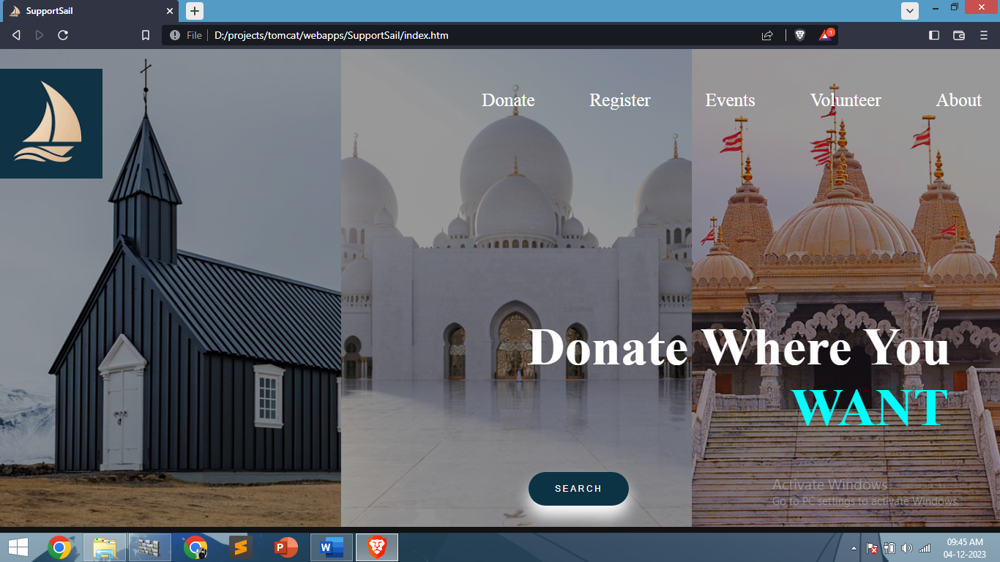 SupportSail
File
D:/projects/tomcat/webapps/SupportSail/index.htm
1
Donate Register Events Volunteer About
Donate Where You
WANT
SEARCH
Activate Windows
Go to PC settings to activate Windows.
P
W
09:45 AM
04-12-2023